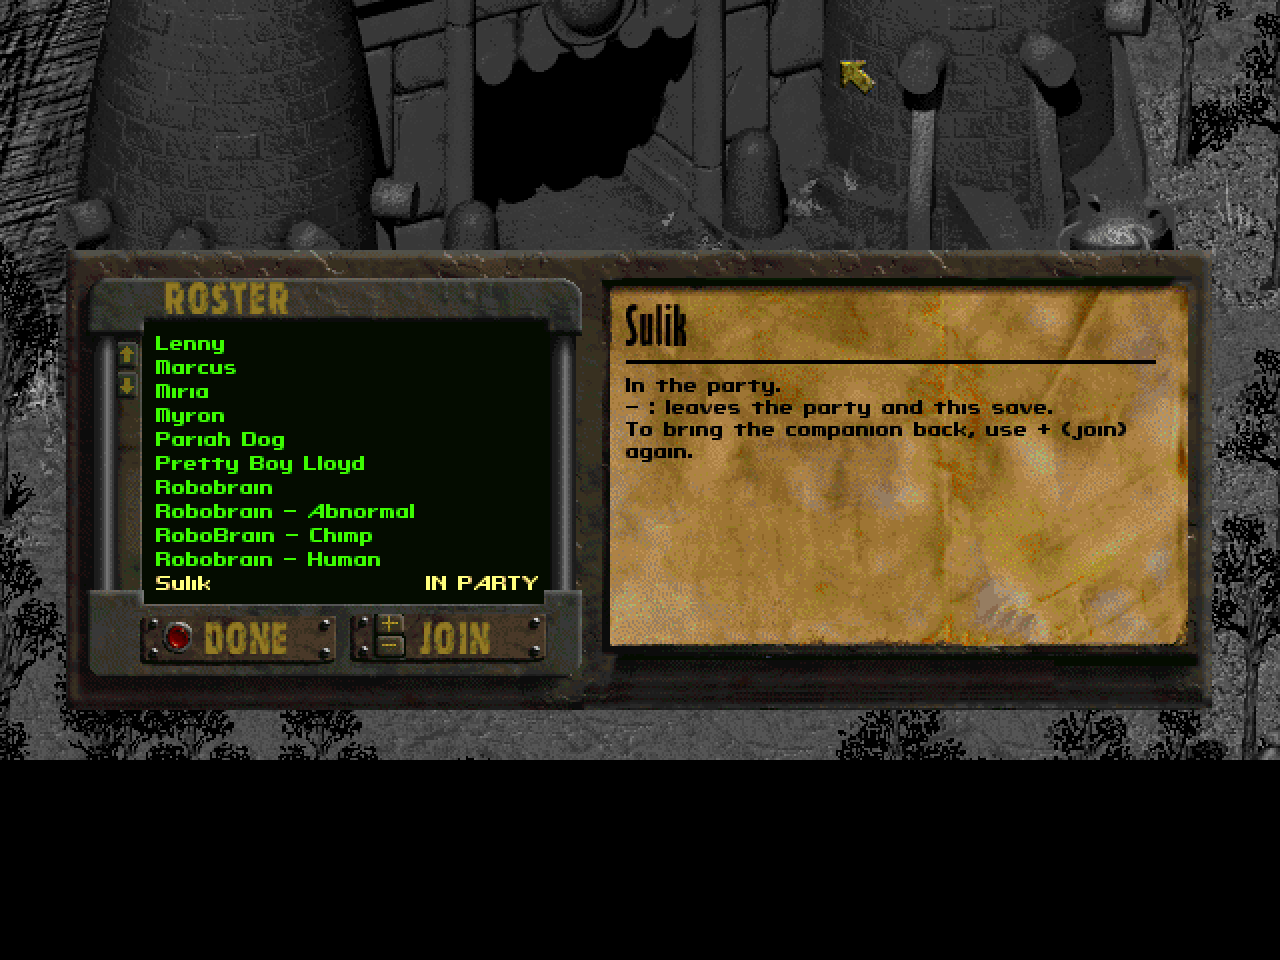 ROSTER
Lenny
Marcus
Miria
Myron
Pariah Dog
Pretty Boy Lloyd
Robobrain
Robobrain - Abnormal
RoboBrain - Chimp
Robobrain - Human
Sulik IN PARTY
DONE
+
-
JOIN
Sulik
In the party.
- : leaves the party and this save.
To bring the companion back, use + (join)
again.